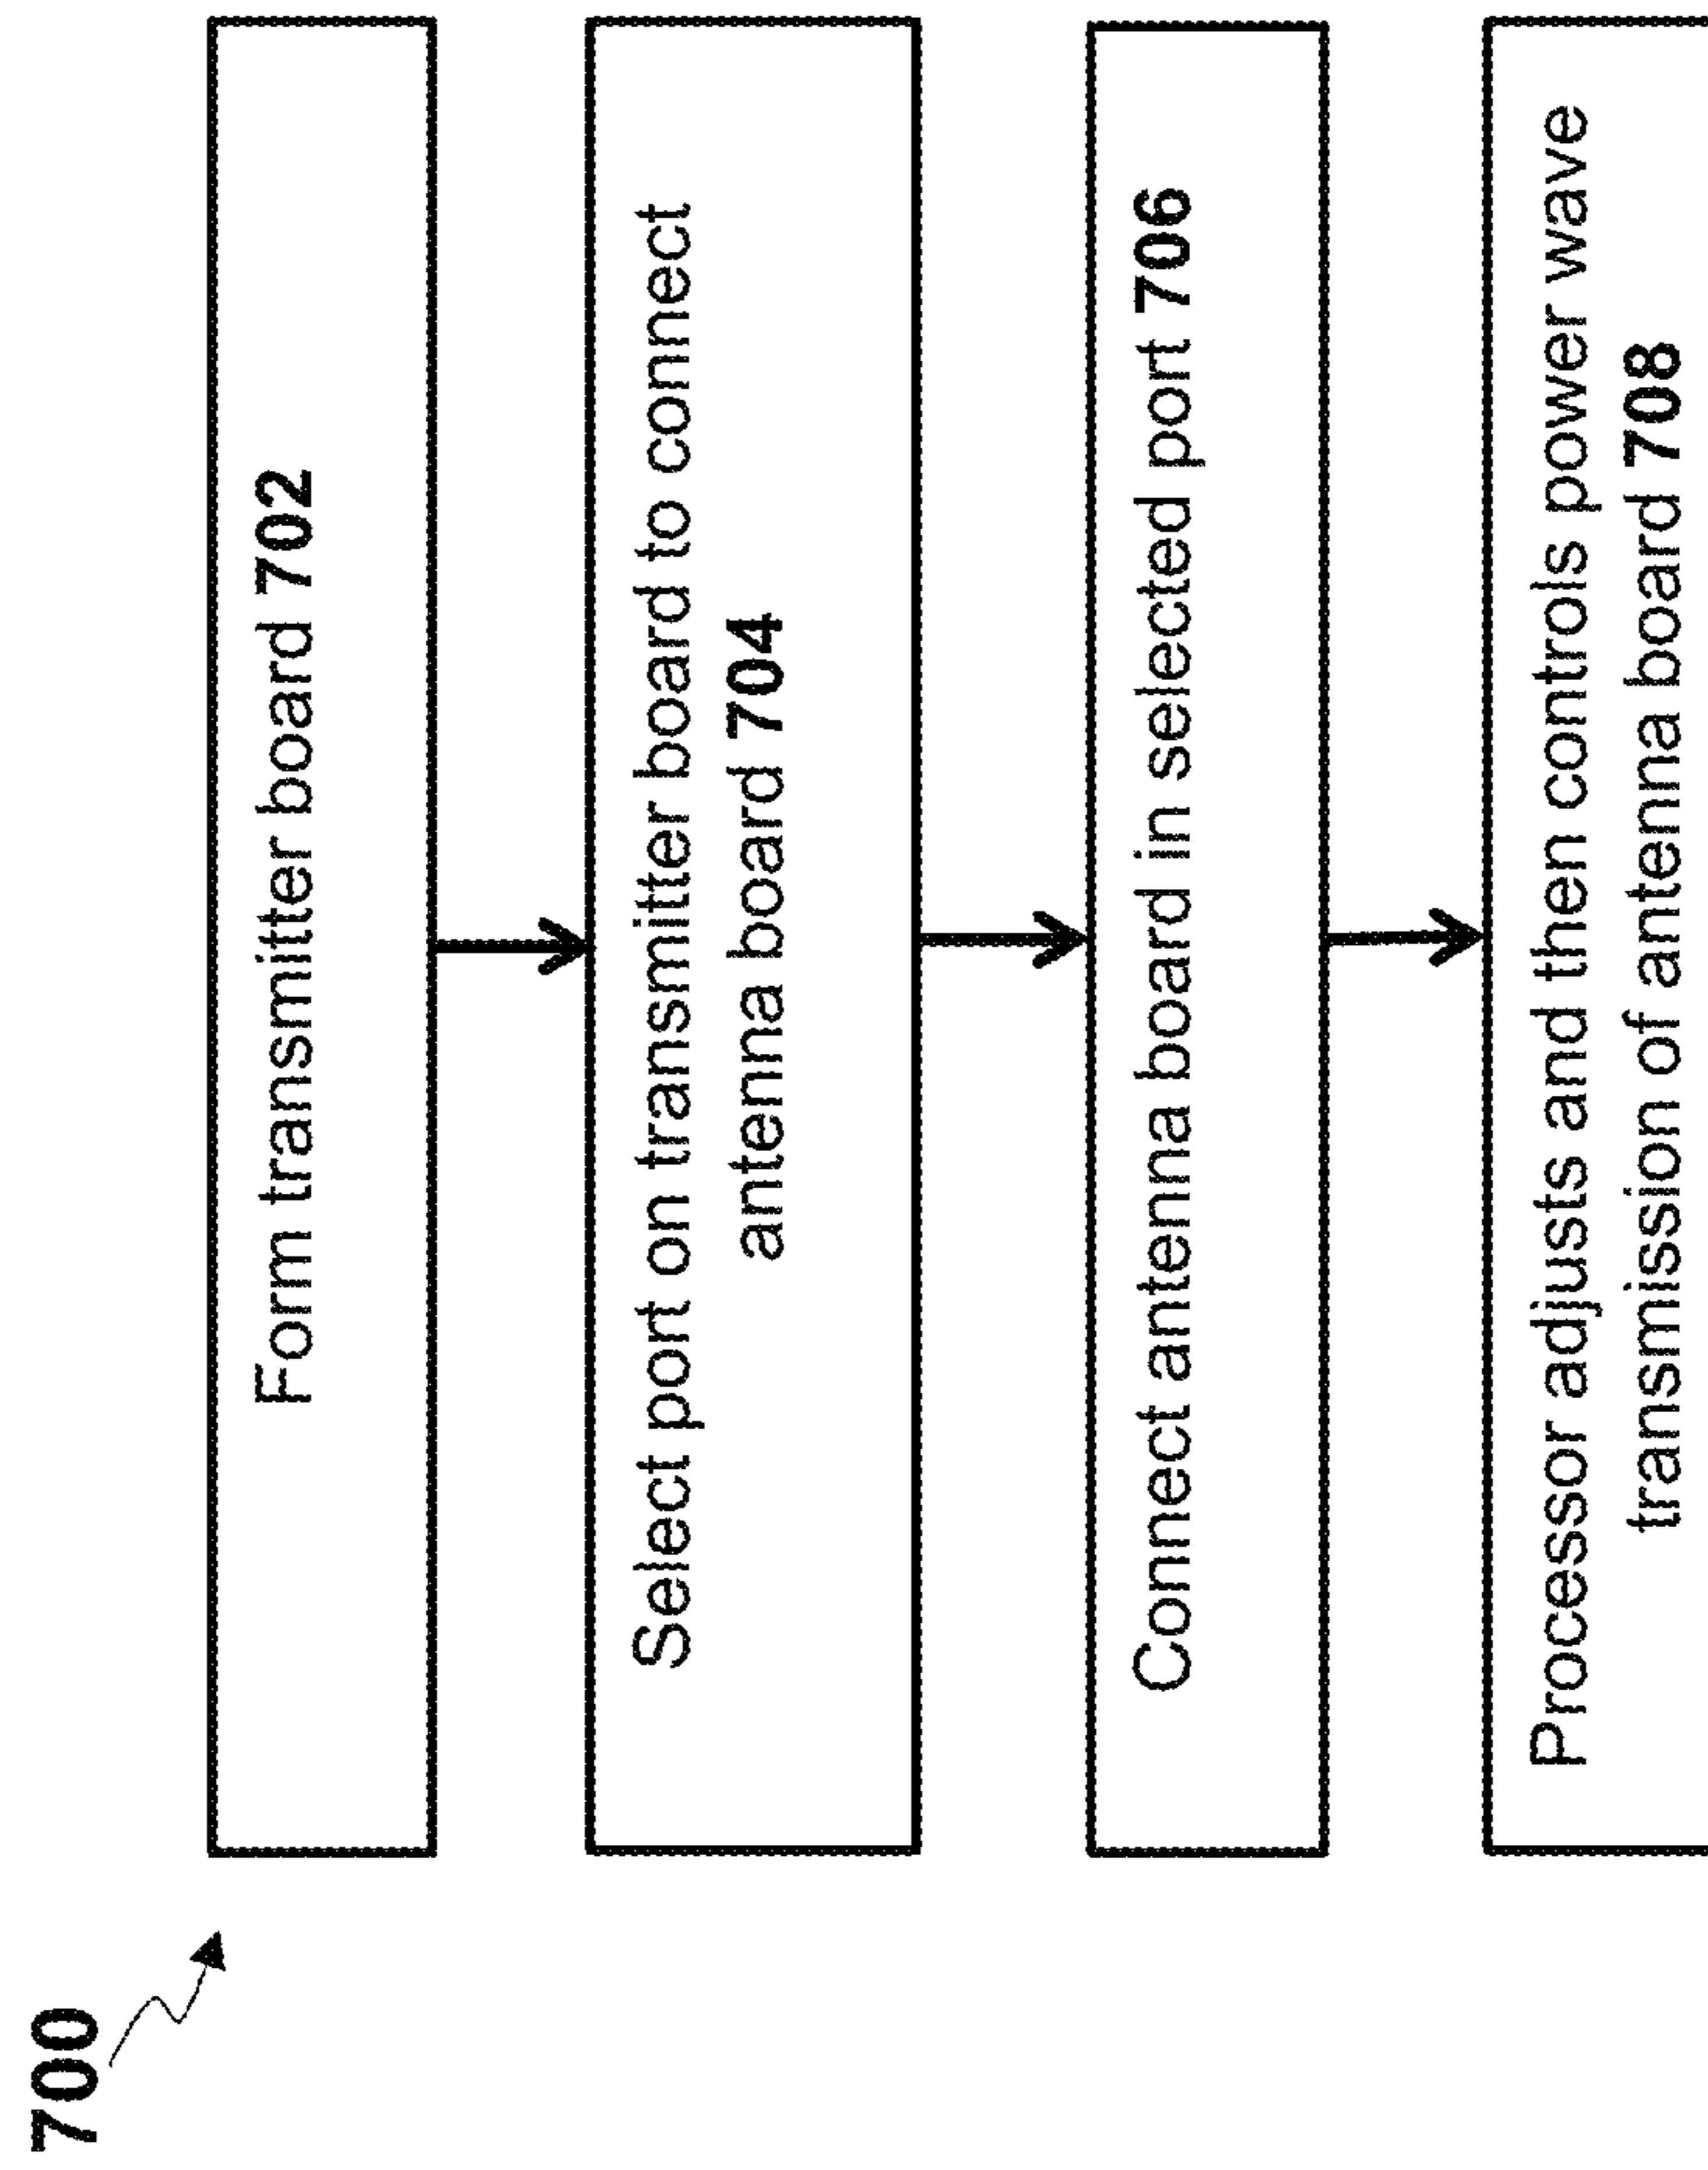 700
Form transmitter board 702
Select port on transmitter board to connect
antenna board 704
Connect antenna board in selected port 706
Processor adjusts and then controls power wave
transmission of antenna board 708